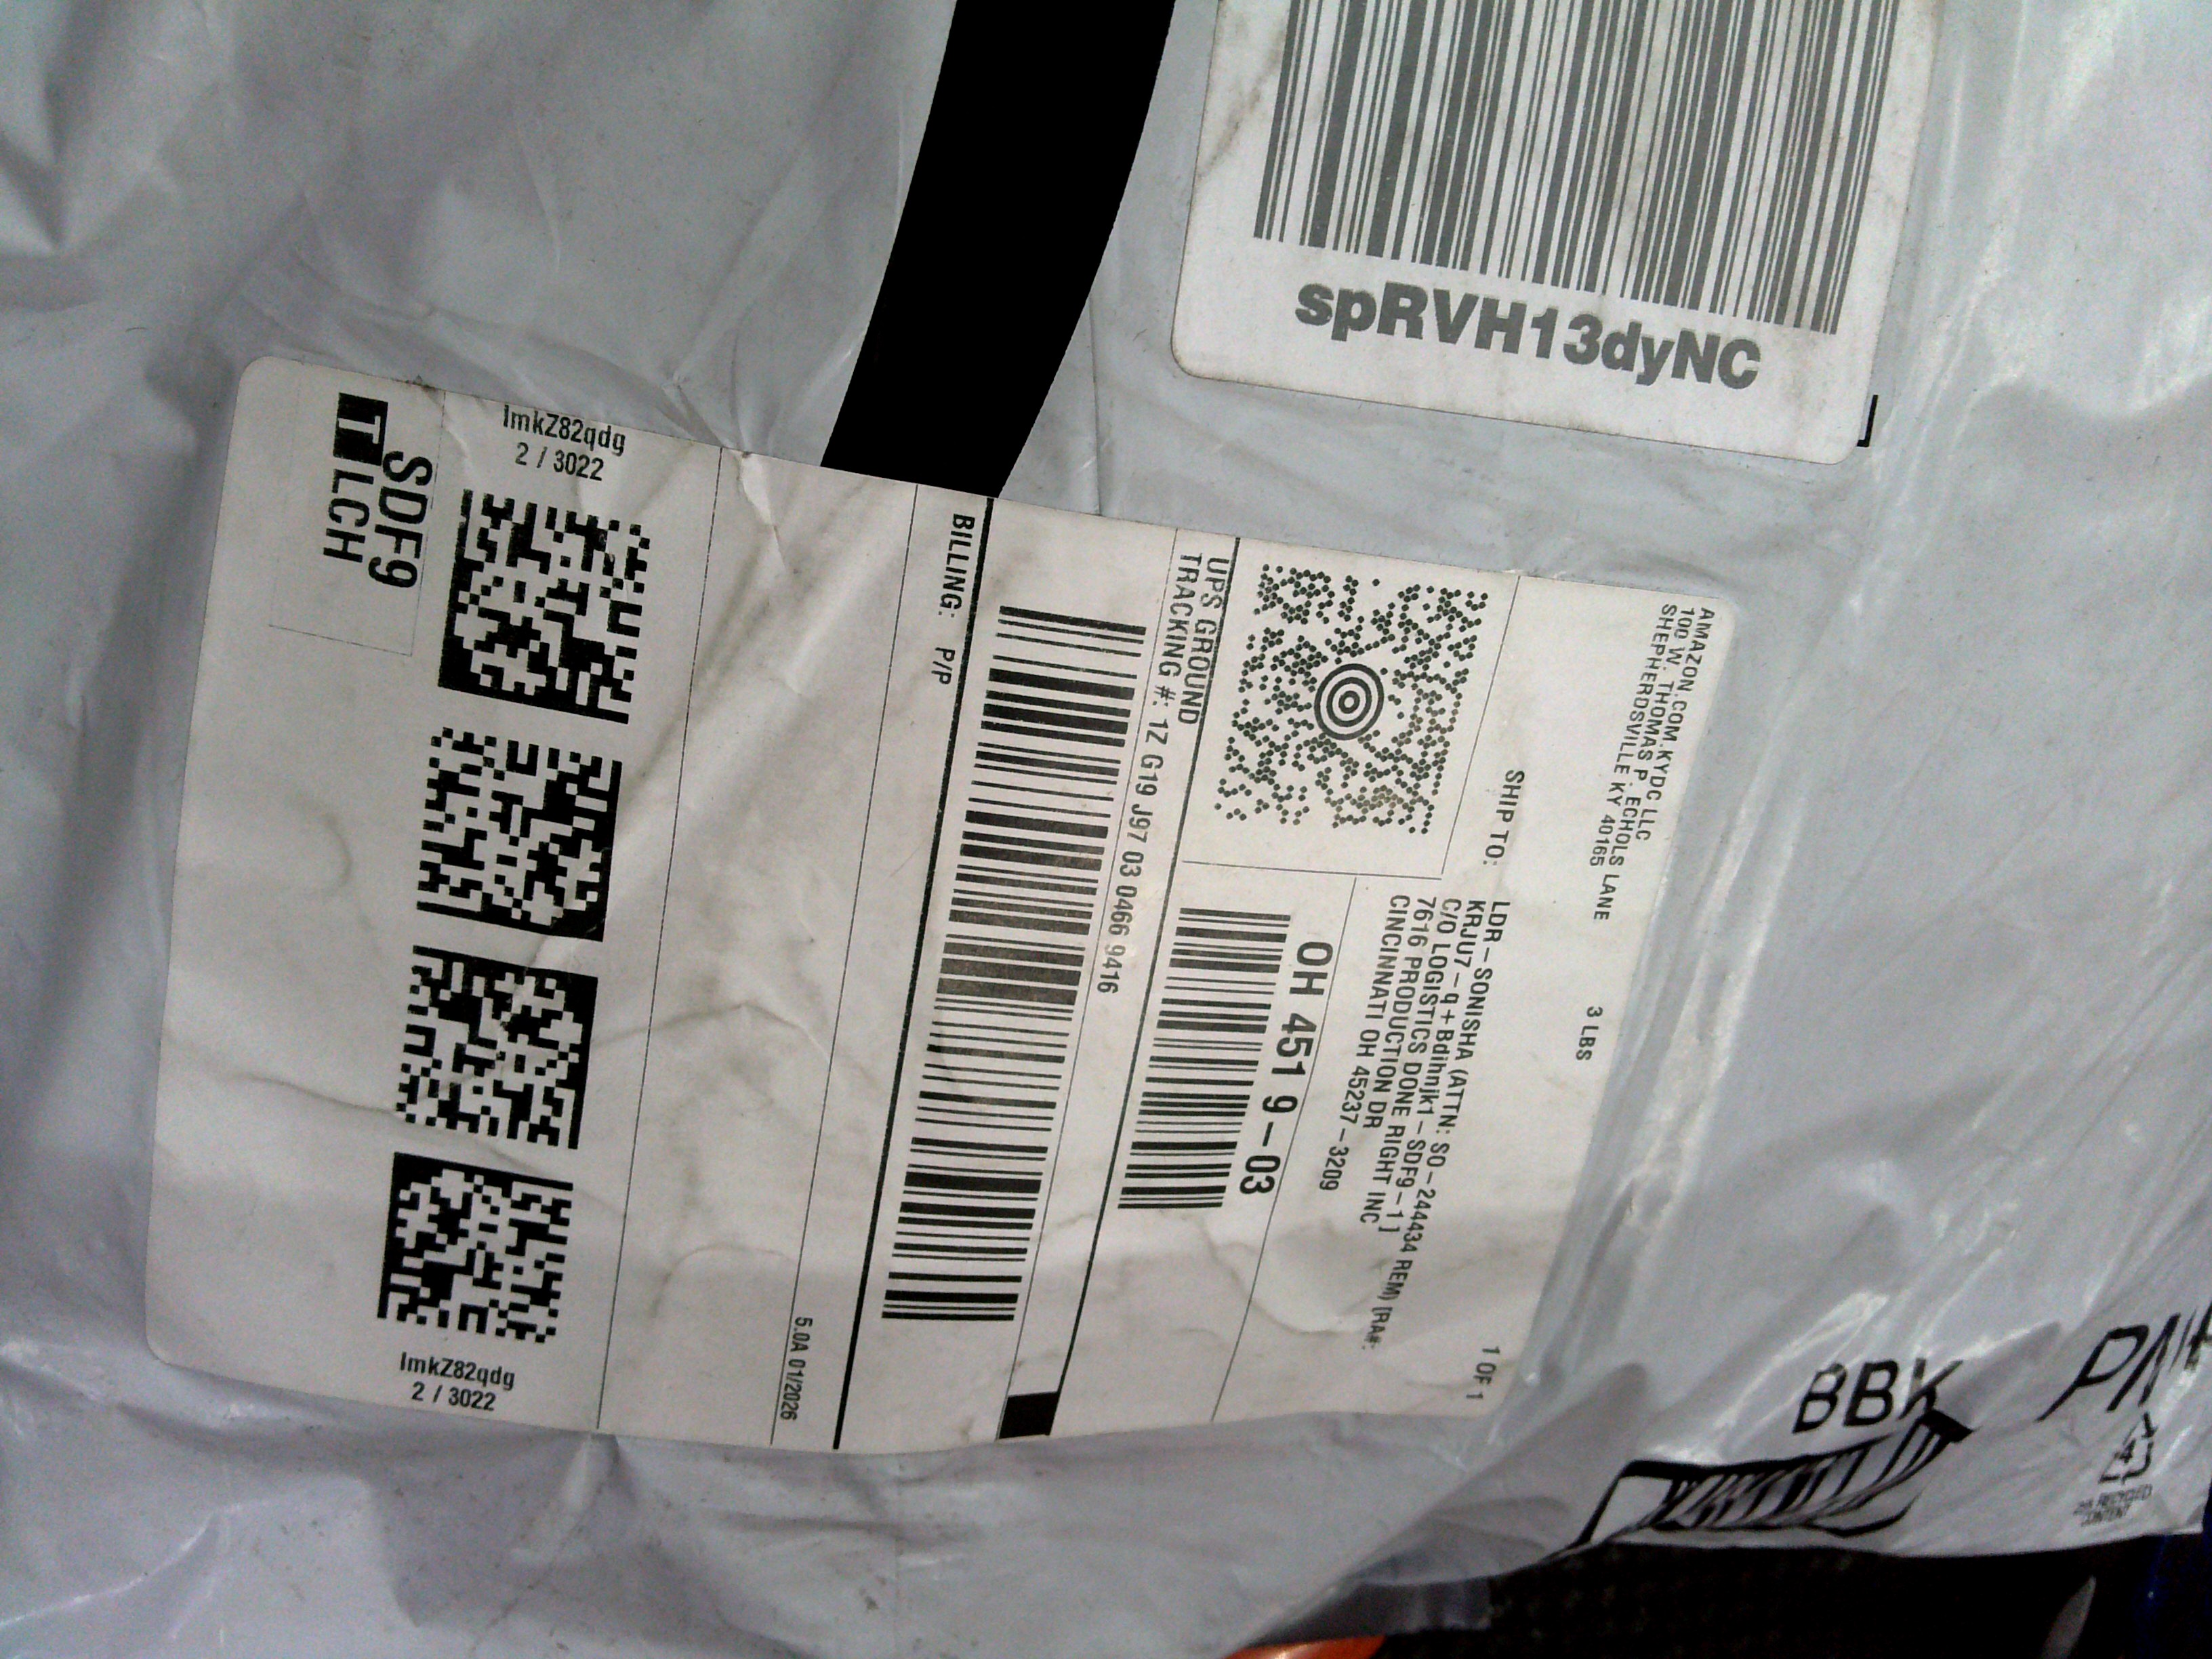 spRVH13dyNC
AMAZON.COM.KYDC LLC
100 W. THOMAS P. ECHOLS LANE
SHEPHERDSVILLE KY 40165
3 LBS
1 OF 1
SHIP TO:
LDR-SONISHA (ATTN: SO-244434 REM) (RA#:
KRJU7-q+Bdihnjk1-SDF9-1]
C/O LOGISTICS DONE RIGHT INC
7616 PRODUCTION DR
CINCINNATI OH 45237-3209
OH 451 9-03
UPS GROUND
TRACKING #: 1Z G19 J97 03 0466 9416
BILLING: P/P
5.0A 01/2026
lmkZ82qdg
2 / 3022
lmkZ82qdg
2 / 3022
SDF9
T LCH
BBK
4
CONTENT